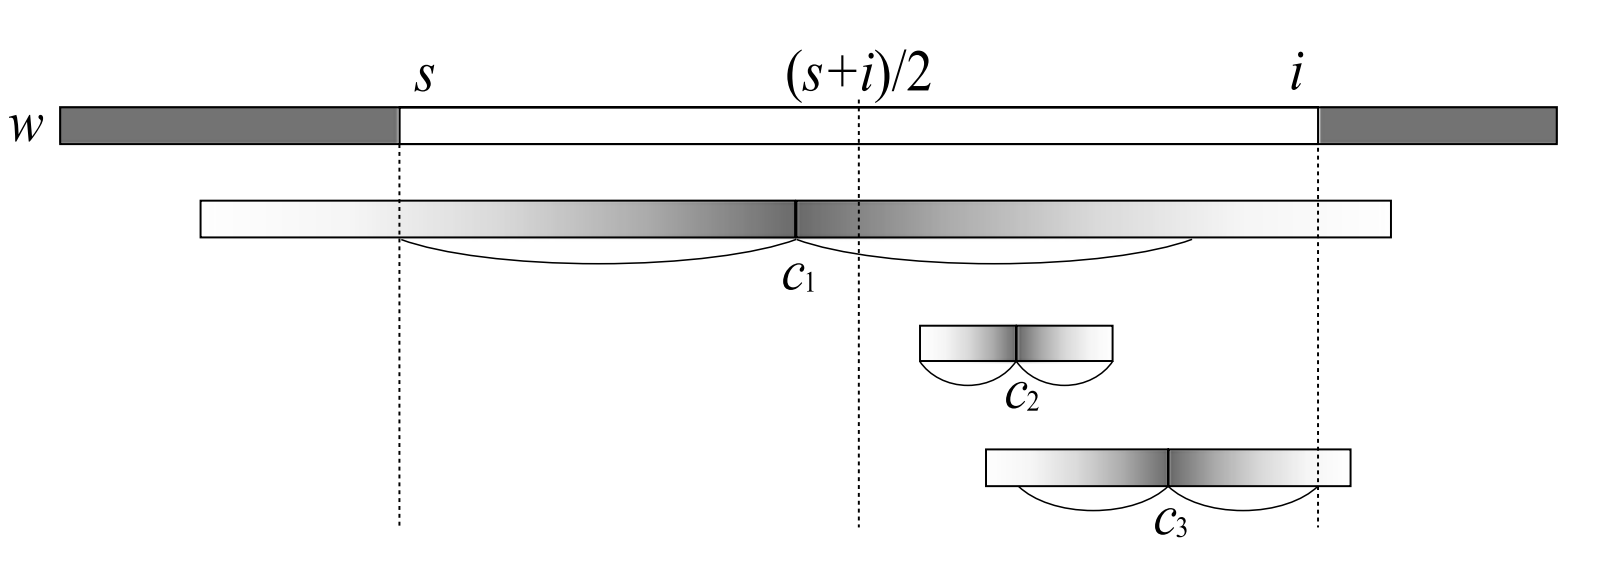 s (s+i)/2 i
w
c₁
c₂
c₃